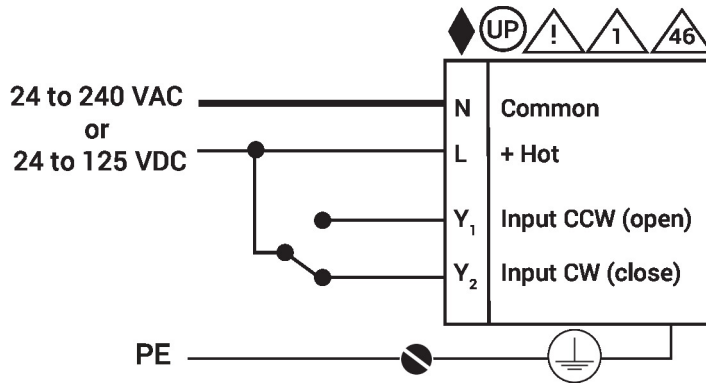 UP ! 1 46
24 to 240 VAC
or
24 to 125 VDC
N Common
L + Hot
Y₁ Input CCW (open)
Y₂ Input CW (close)
PE